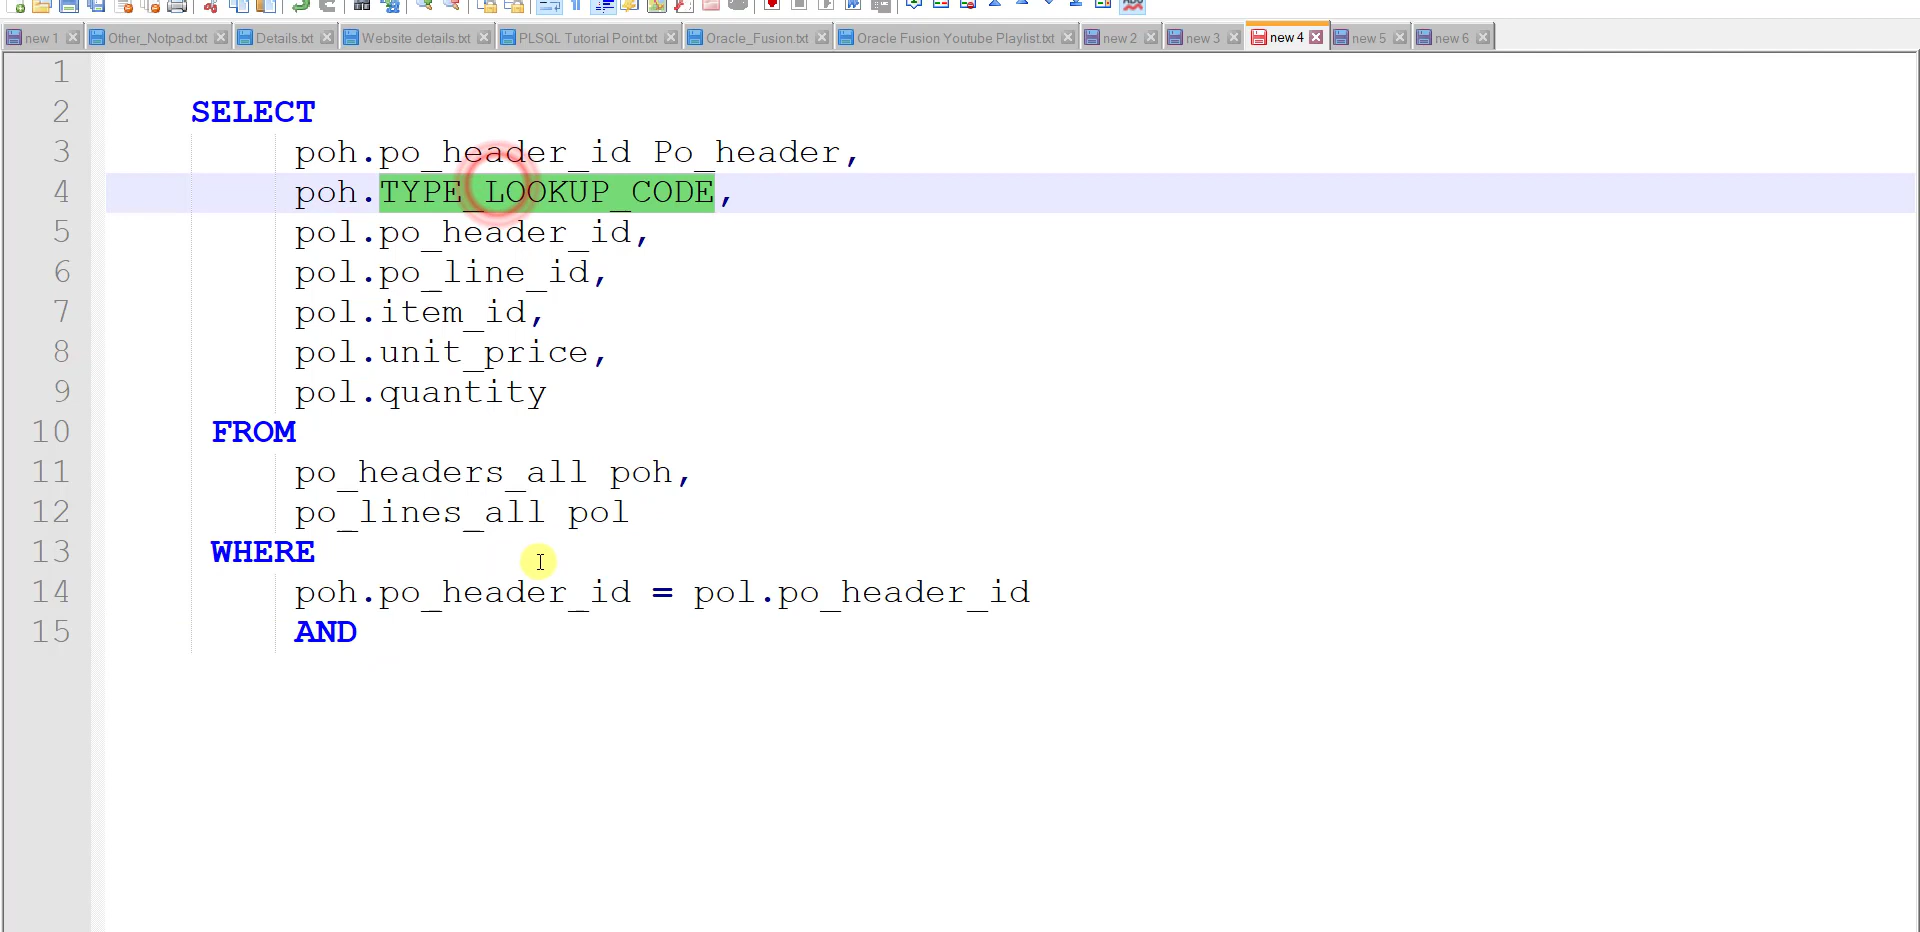 new 1 Other_Notpad.txt Details.txt Website details.txt PLSQL Tutorial Point.txt Oracle_Fusion.txt Oracle Fusion Youtube Playlist.txt new 2 new 3 new 4 new 5 new 6
1
2 SELECT
3 poh.po_header_id Po_header,
4 poh.TYPE_LOOKUP_CODE,
5 pol.po_header_id,
6 pol.po_line_id,
7 pol.item_id,
8 pol.unit_price,
9 pol.quantity
10 FROM
11 po_headers_all poh,
12 po_lines_all pol
13 WHERE
14 poh.po_header_id = pol.po_header_id
15 AND